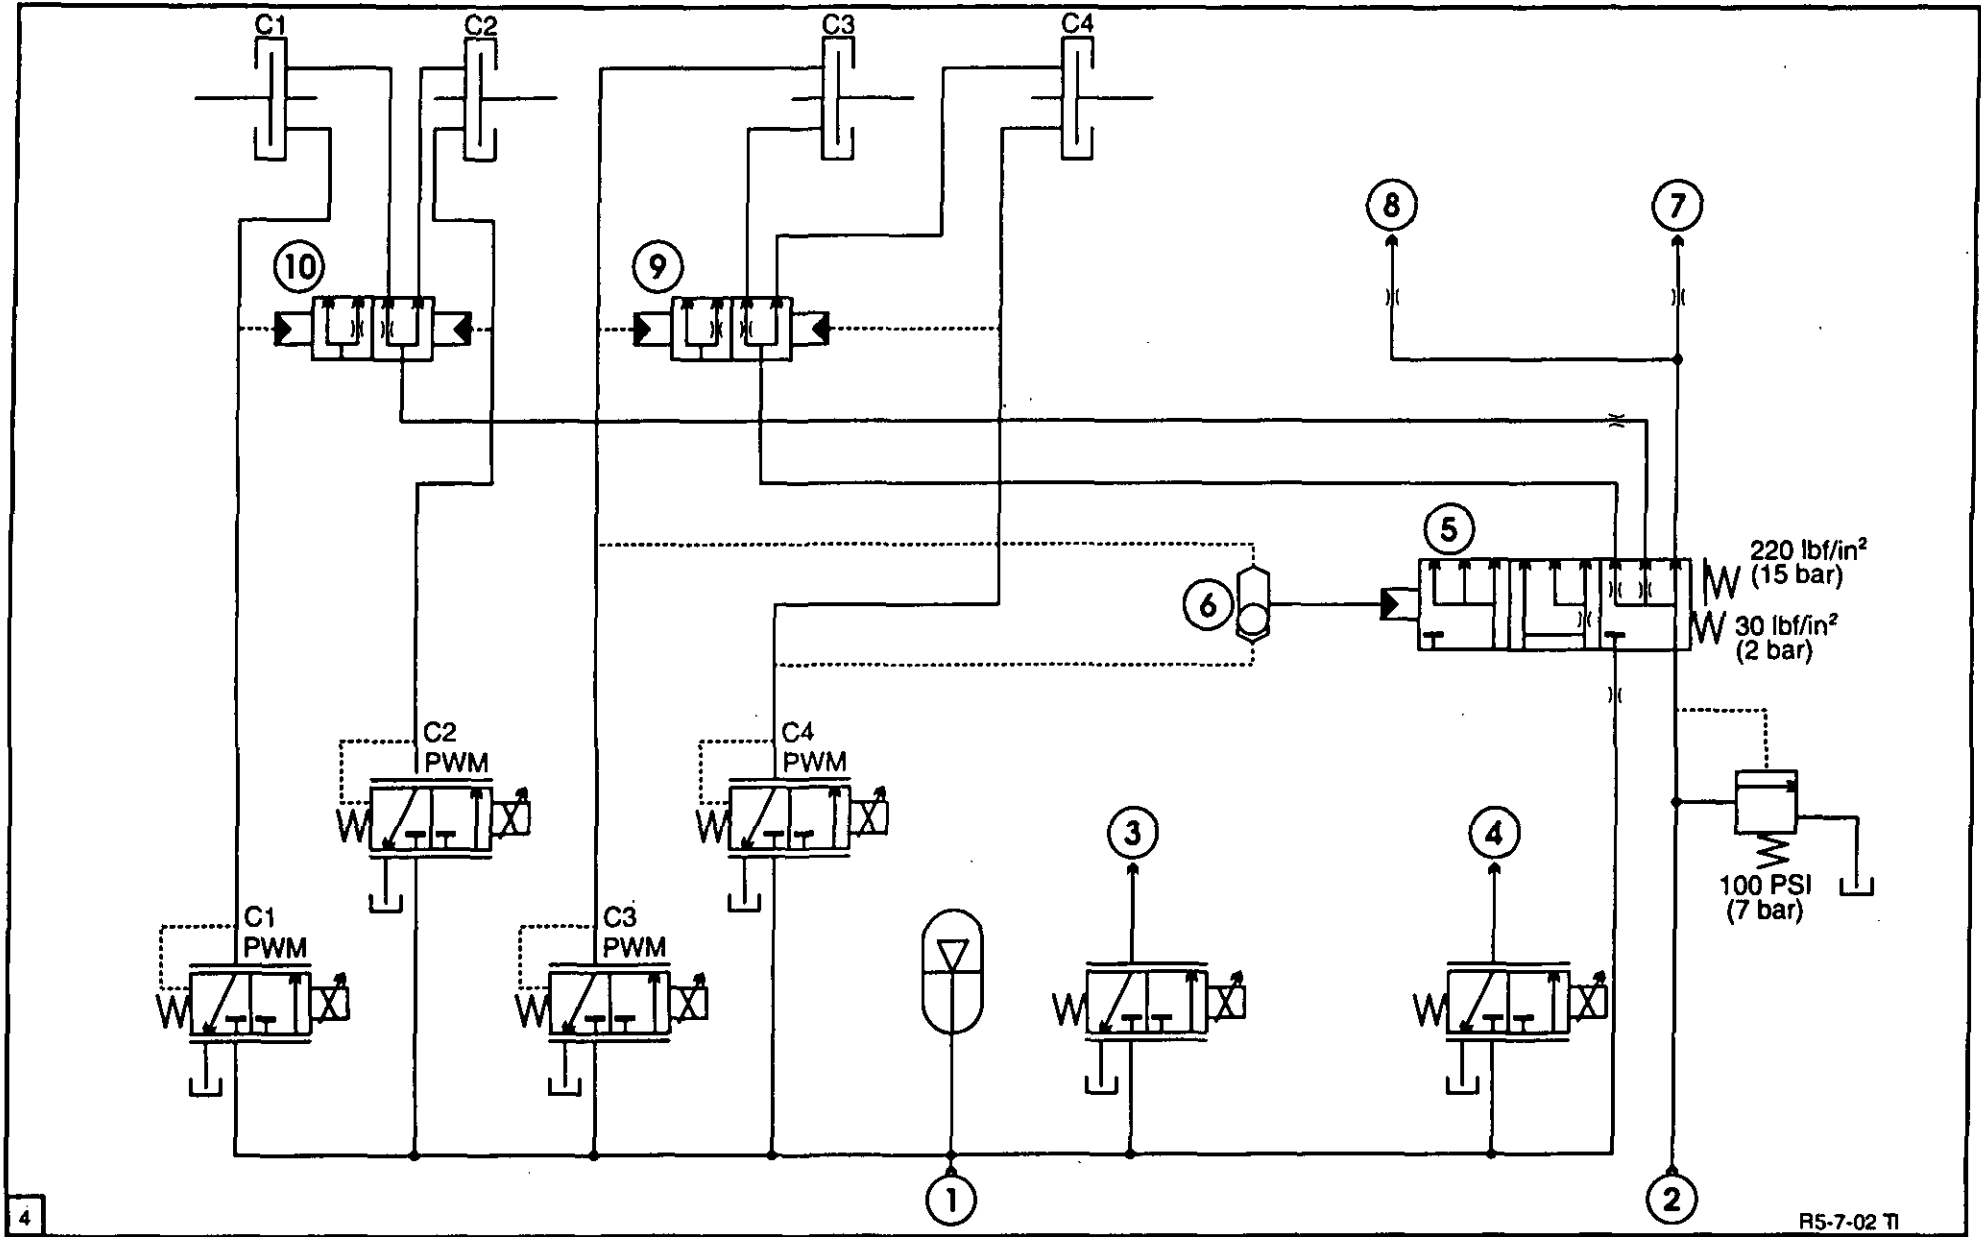 C1
C2
C3
C4
8
7
10
9
5
220 lbf/in²
(15 bar)
6
30 lbf/in²
(2 bar)
C2
PWM
C4
PWM
3
4
100 PSI
(7 bar)
C1
PWM
C3
PWM
1
2
4
R5-7-02 TI